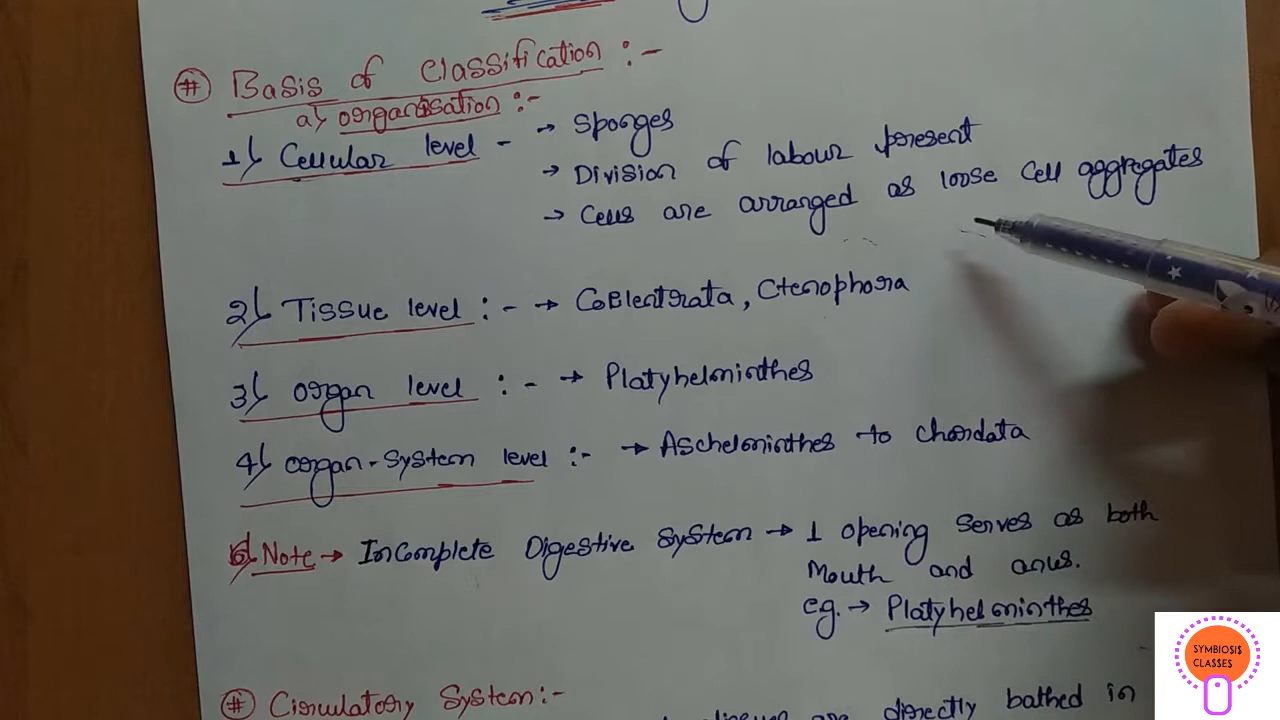 # Basis of Classification :-
a) organisation :-
1) Cellular level - → Sponges
→ Division of labour present
→ Cells are arranged as loose Cell aggregates
2) Tissue level :- → Coelentrata, Ctenophora
3) organ level :- → Platyhelminthes
4) organ-System level :- → Aschelminthes to Chordata
Note → Incomplete Digestive System → 1 opening Serves as both
Mouth and anus.
eg. → Platyhelminthes
# Circulatory System:-
are directly bathed in
SYMBIOSIS
CLASSES